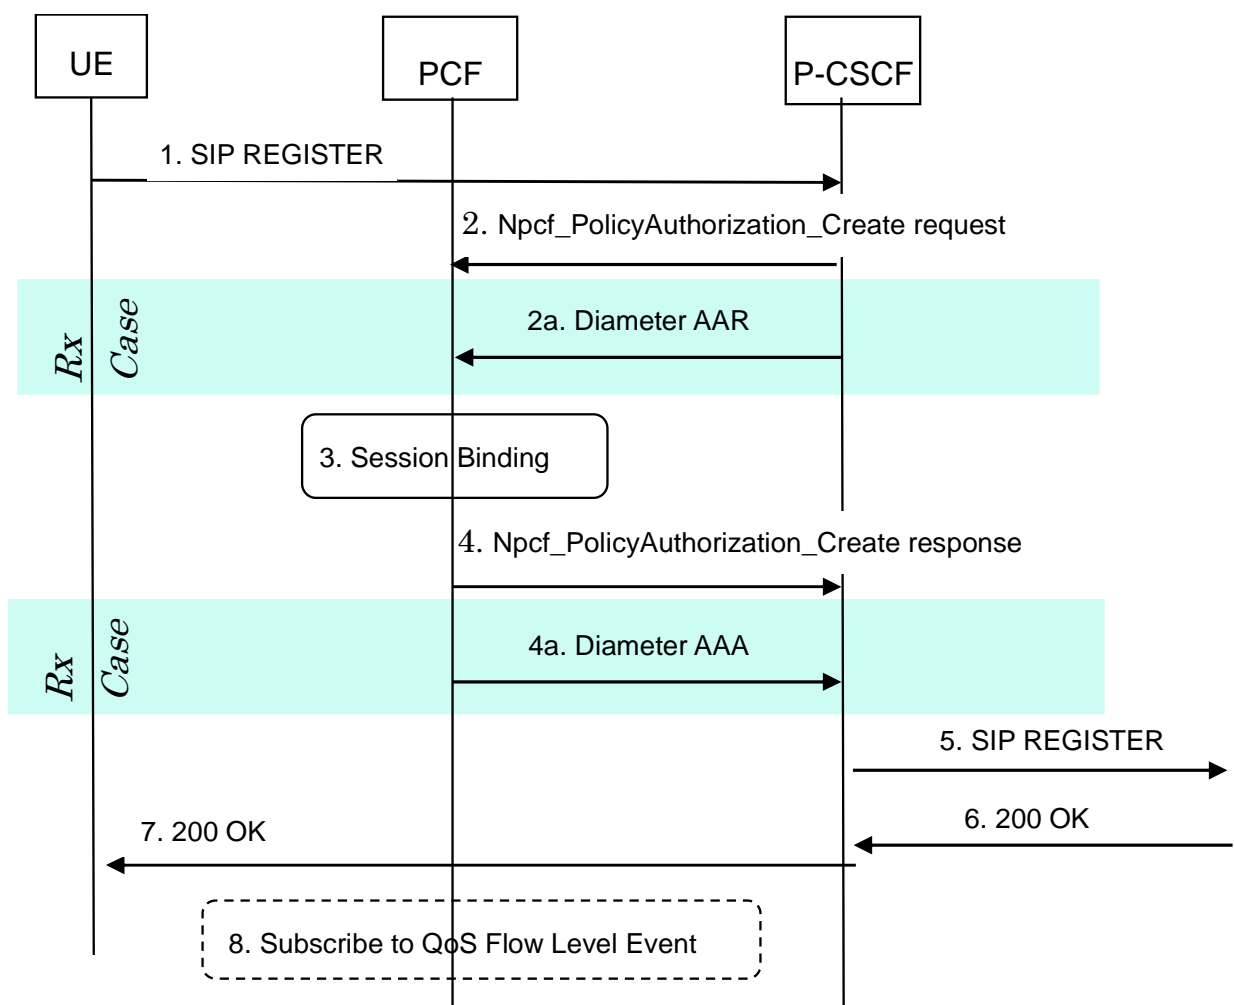 UE
PCF
P-CSCF
1. SIP REGISTER
2. Npcf_PolicyAuthorization_Create request
Rx
Case
2a. Diameter AAR
3. Session Binding
4. Npcf_PolicyAuthorization_Create response
Rx
Case
4a. Diameter AAA
5. SIP REGISTER
6. 200 OK
7. 200 OK
8. Subscribe to QoS Flow Level Event